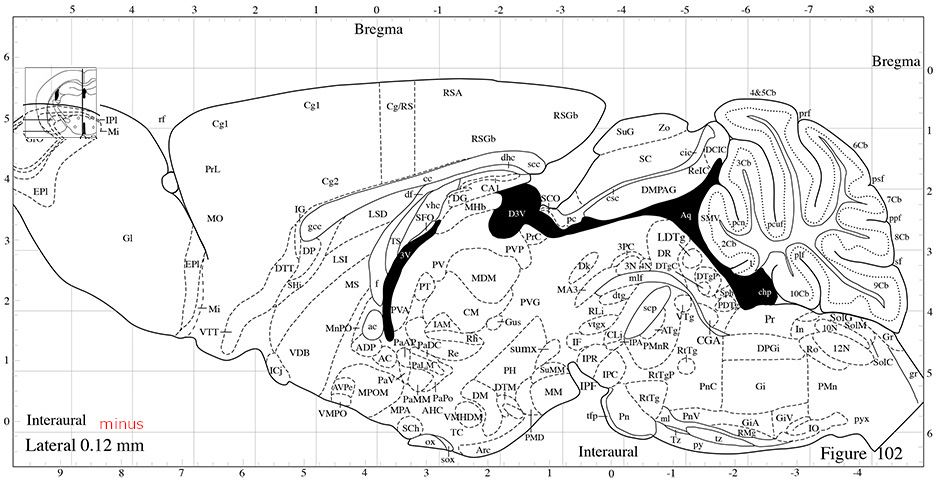 5 4 3 2 1 0 -1 -2 -3 -4 -5 -6 -7 -8
Bregma
Bregma
6 0
5 1
4 2
3 3
2 4
1 5
0 6
IPl
Mi
EPl
Gl
rf
Cg1
Cg1
Cg/RS
RSA
RSGb
RSGb
PrL
MO
Cg2
IG
gcc
cc
dhc
scc
df
vhc
SFO
LSD
DG
CA1
MHb
D3V
SCO
PrC
pc
csc
SuG
Zo
SC
cic
DCIC
ReIC
DMPAG
4&5Cb
prf
6Cb
psf
7Cb
ppf
8Cb
sf
9Cb
3Cb
pcn
pcuf
SMV
2Cb
plf
10Cb
Aq
chp
EPl
Mi
VTT
DTT
DP
SHi
LSI
MS
TS
3V
f
PVA
PV
PT
MDM
PVP
PVG
CM
IAM
Gus
Rh
Re
MnPO
ac
ADP
AC
PaAP
PaDC
PaLM
PaV
PaMM
PaPo
VDB
ICj
AVPe
MPOM
VMPO
MPA
AHC
SCh
ox
sox
VMHDM
TC
Arc
DM
DTM
PH
sumx
SuMM
MM
PMD
IPF
Dk
MA3
3PC
3N
4N
mlf
dtg
DR
LDTg
DTgC
DTgP
Sph
PDTg
RLi
vtgx
IF
IPR
IPC
CLi
IPA
scp
PMnR
ATg
VTg
RtTg
RtTgP
RtTg
CGA
Pr
PnC
DPGi
Gi
PMn
In
Ro
10N
12N
SolG
SolM
SolC
Gr
gr
tfp
Pn
ml
PnV
Tz
py
tz
RMg
GiA
GiV
IO
pyx
Interaural minus
Lateral 0.12 mm
Interaural
Figure 102
9 8 7 6 5 4 3 2 1 0 -1 -2 -3 -4